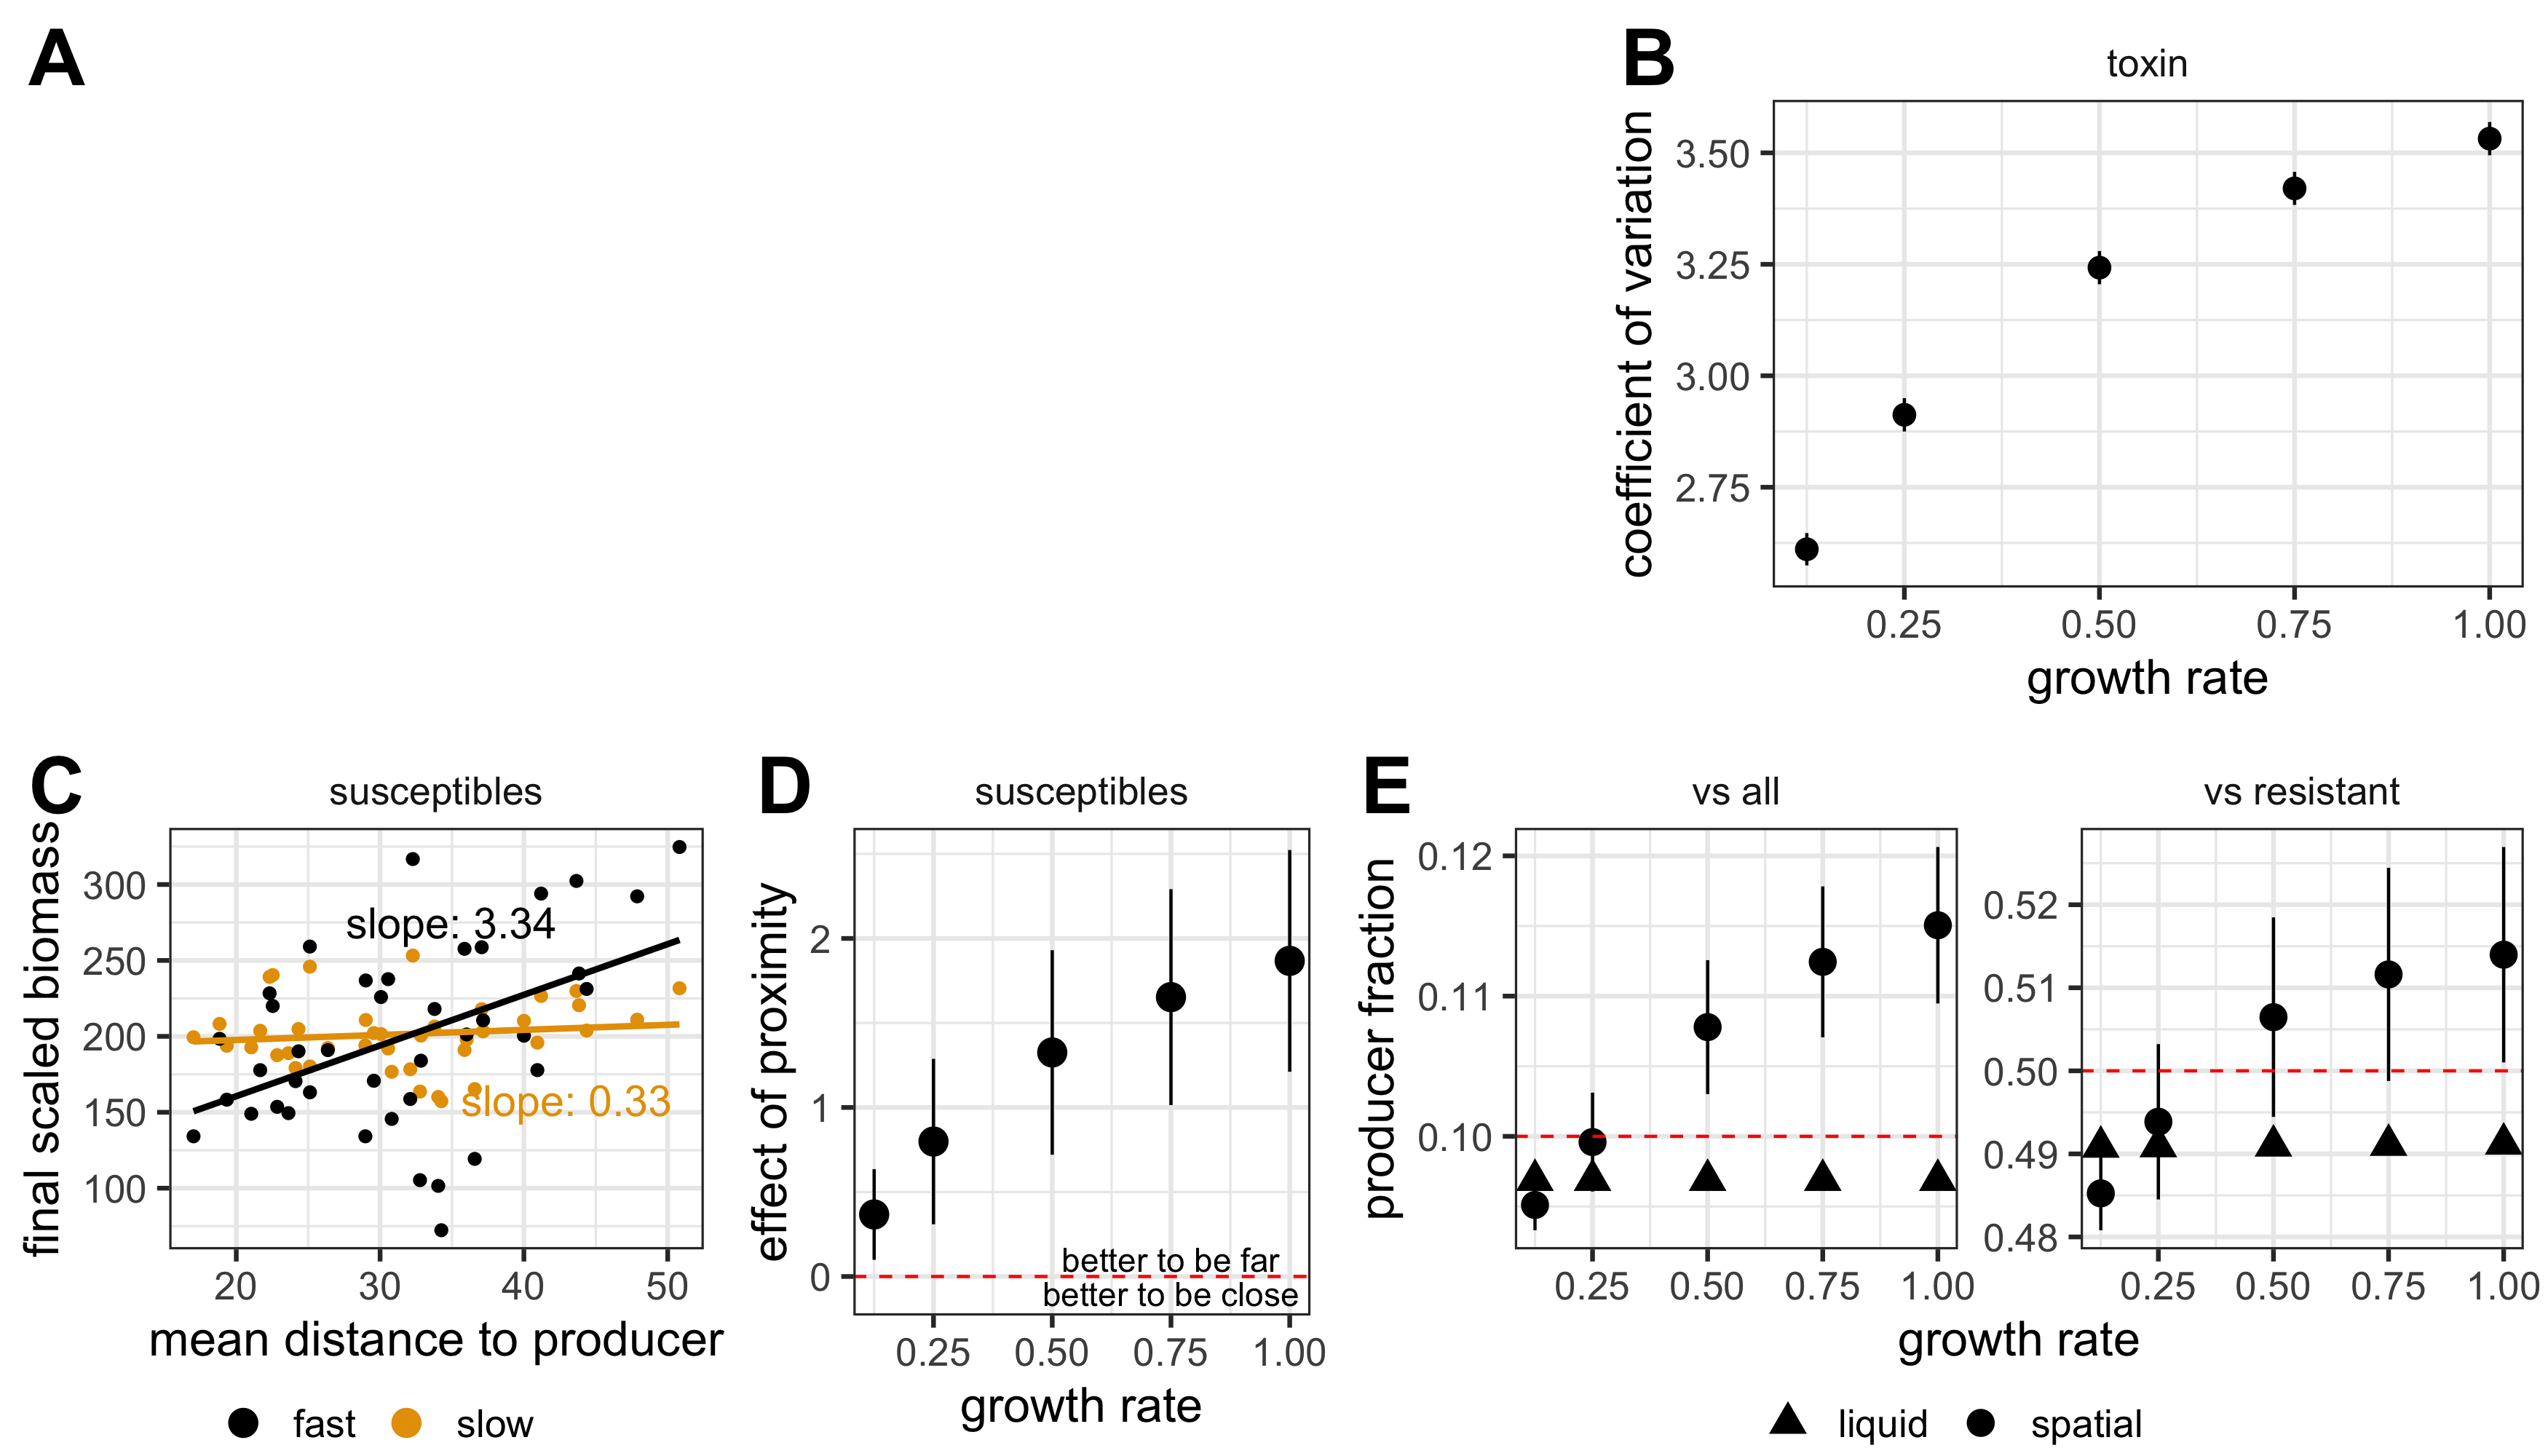 A
B
toxin
coefficient of variation
3.50
3.25
3.00
2.75
0.25 0.50 0.75 1.00
growth rate
C
susceptibles
final scaled biomass
300
250
200
150
100
slope: 3.34
slope: 0.33
20 30 40 50
mean distance to producer
fast slow
D
susceptibles
effect of proximity
2
1
0
better to be far
better to be close
0.25 0.50 0.75 1.00
growth rate
E
vs all
producer fraction
0.12
0.11
0.10
0.25 0.50 0.75 1.00
vs resistant
0.52
0.51
0.50
0.49
0.48
0.25 0.50 0.75 1.00
growth rate
liquid spatial